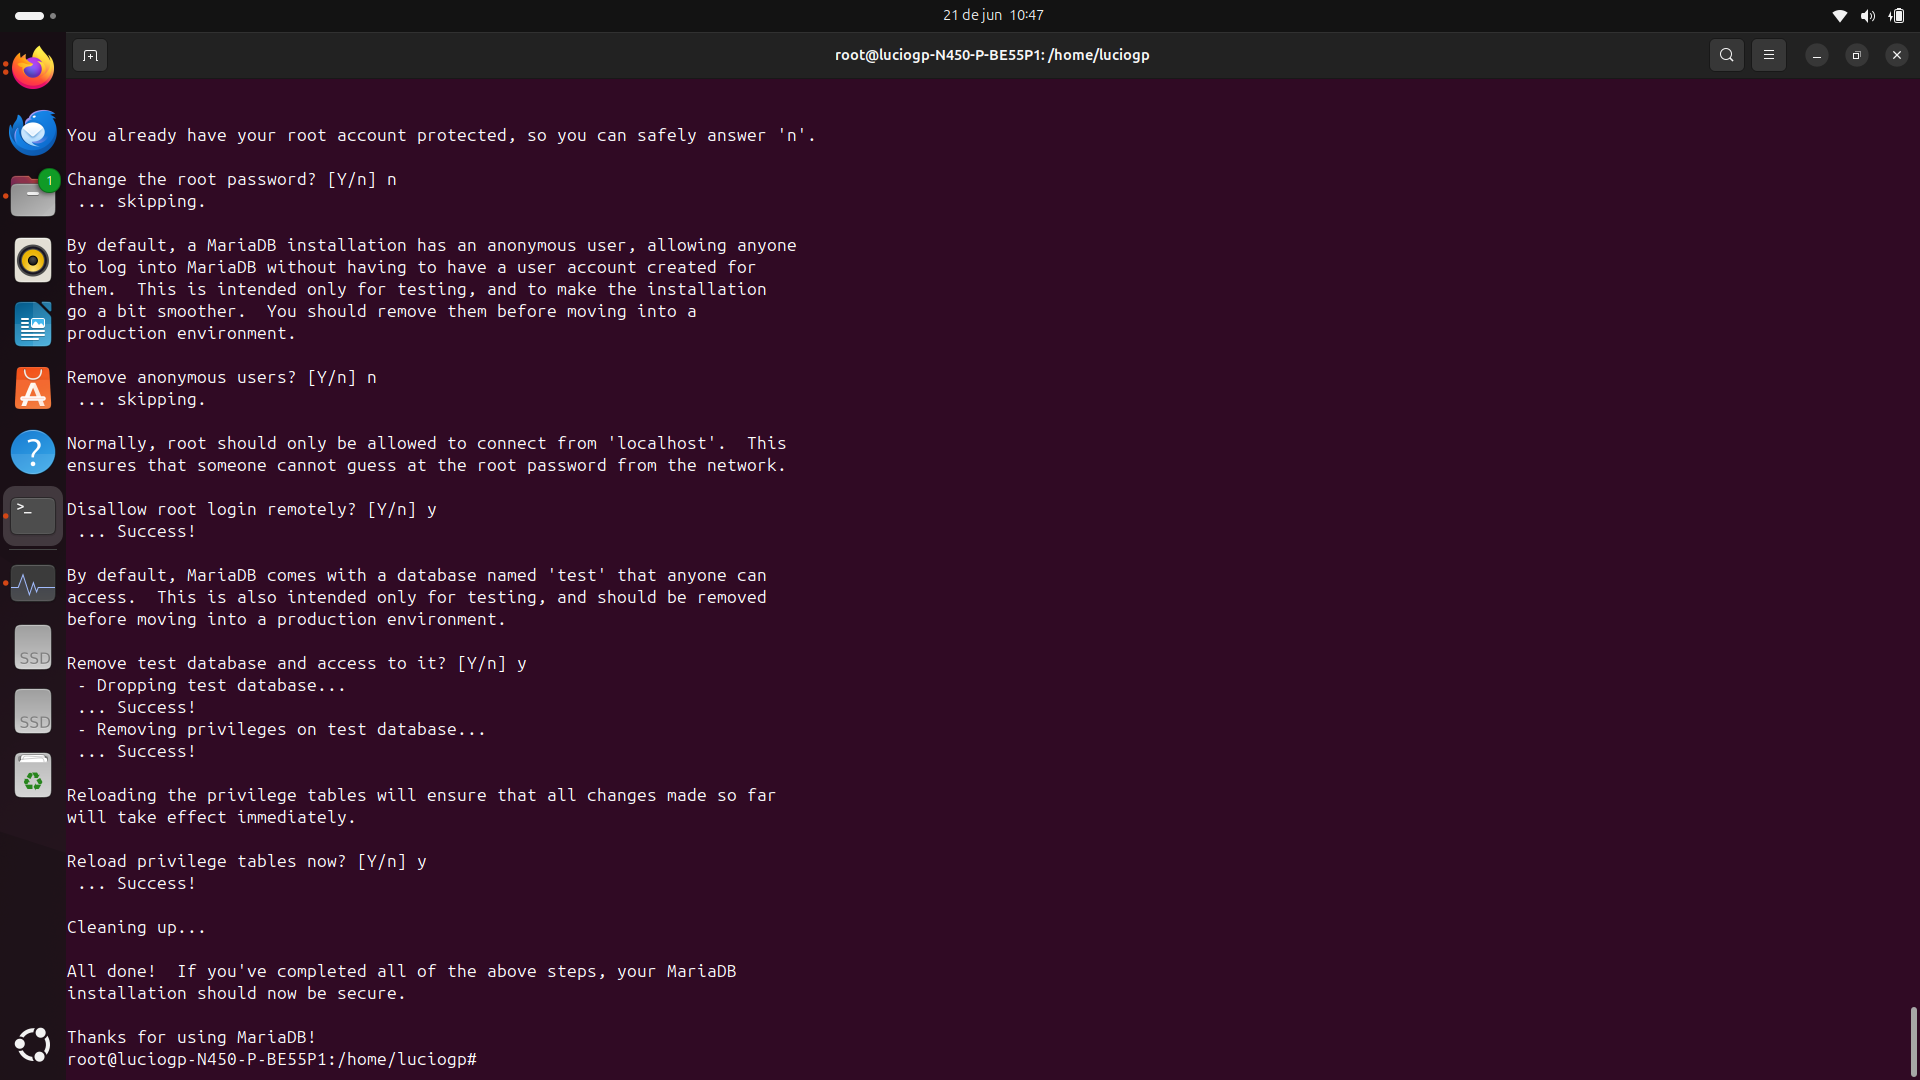 21 de jun 10:47
root@luciogp-N450-P-BE55P1: /home/luciogp
You already have your root account protected, so you can safely answer 'n'.
Change the root password? [Y/n] n
 ... skipping.
By default, a MariaDB installation has an anonymous user, allowing anyone
to log into MariaDB without having to have a user account created for
them.  This is intended only for testing, and to make the installation
go a bit smoother.  You should remove them before moving into a
production environment.
Remove anonymous users? [Y/n] n
 ... skipping.
Normally, root should only be allowed to connect from 'localhost'.  This
ensures that someone cannot guess at the root password from the network.
Disallow root login remotely? [Y/n] y
 ... Success!
By default, MariaDB comes with a database named 'test' that anyone can
access.  This is also intended only for testing, and should be removed
before moving into a production environment.
Remove test database and access to it? [Y/n] y
 - Dropping test database...
 ... Success!
 - Removing privileges on test database...
 ... Success!
Reloading the privilege tables will ensure that all changes made so far
will take effect immediately.
Reload privilege tables now? [Y/n] y
 ... Success!
Cleaning up...
All done!  If you've completed all of the above steps, your MariaDB
installation should now be secure.
Thanks for using MariaDB!
root@luciogp-N450-P-BE55P1:/home/luciogp#
1
?
>_
SSD
SSD